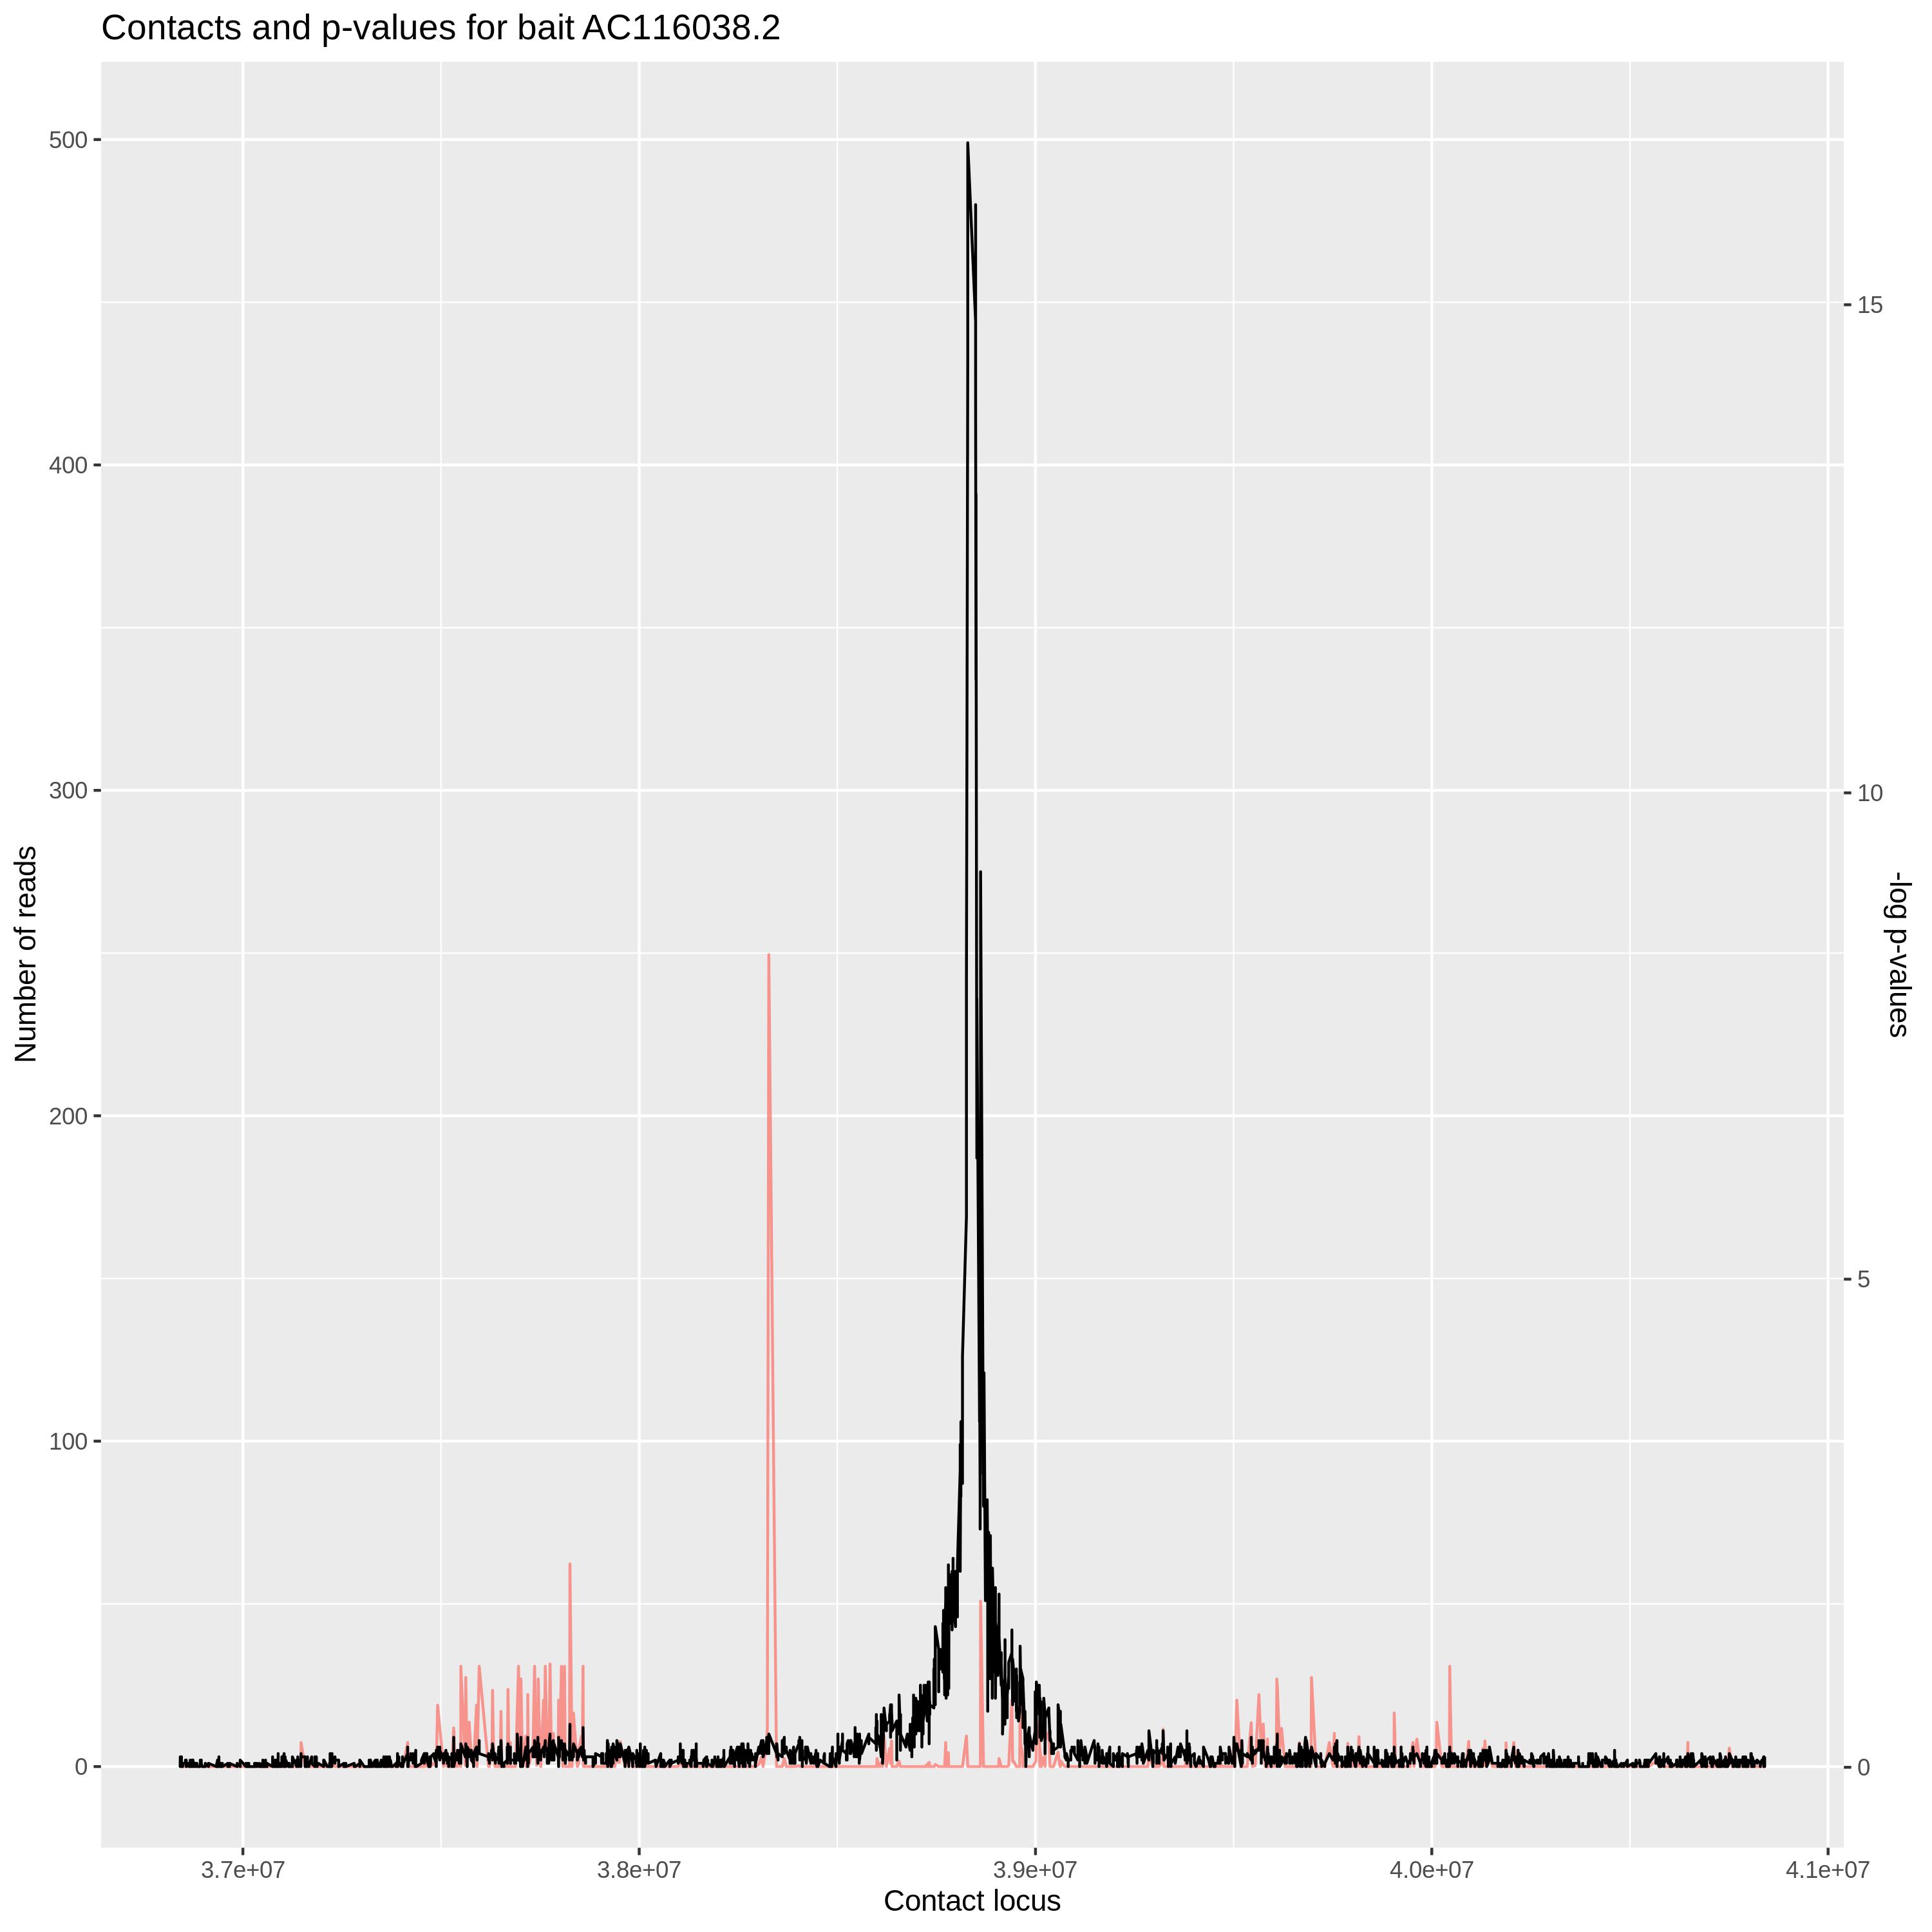 Contacts and p-values for bait AC116038.2
500
400
300
200
100
0
Number of reads
15
10
5
0
-log p-values
3.7e+07 3.8e+07 3.9e+07 4.0e+07 4.1e+07
Contact locus